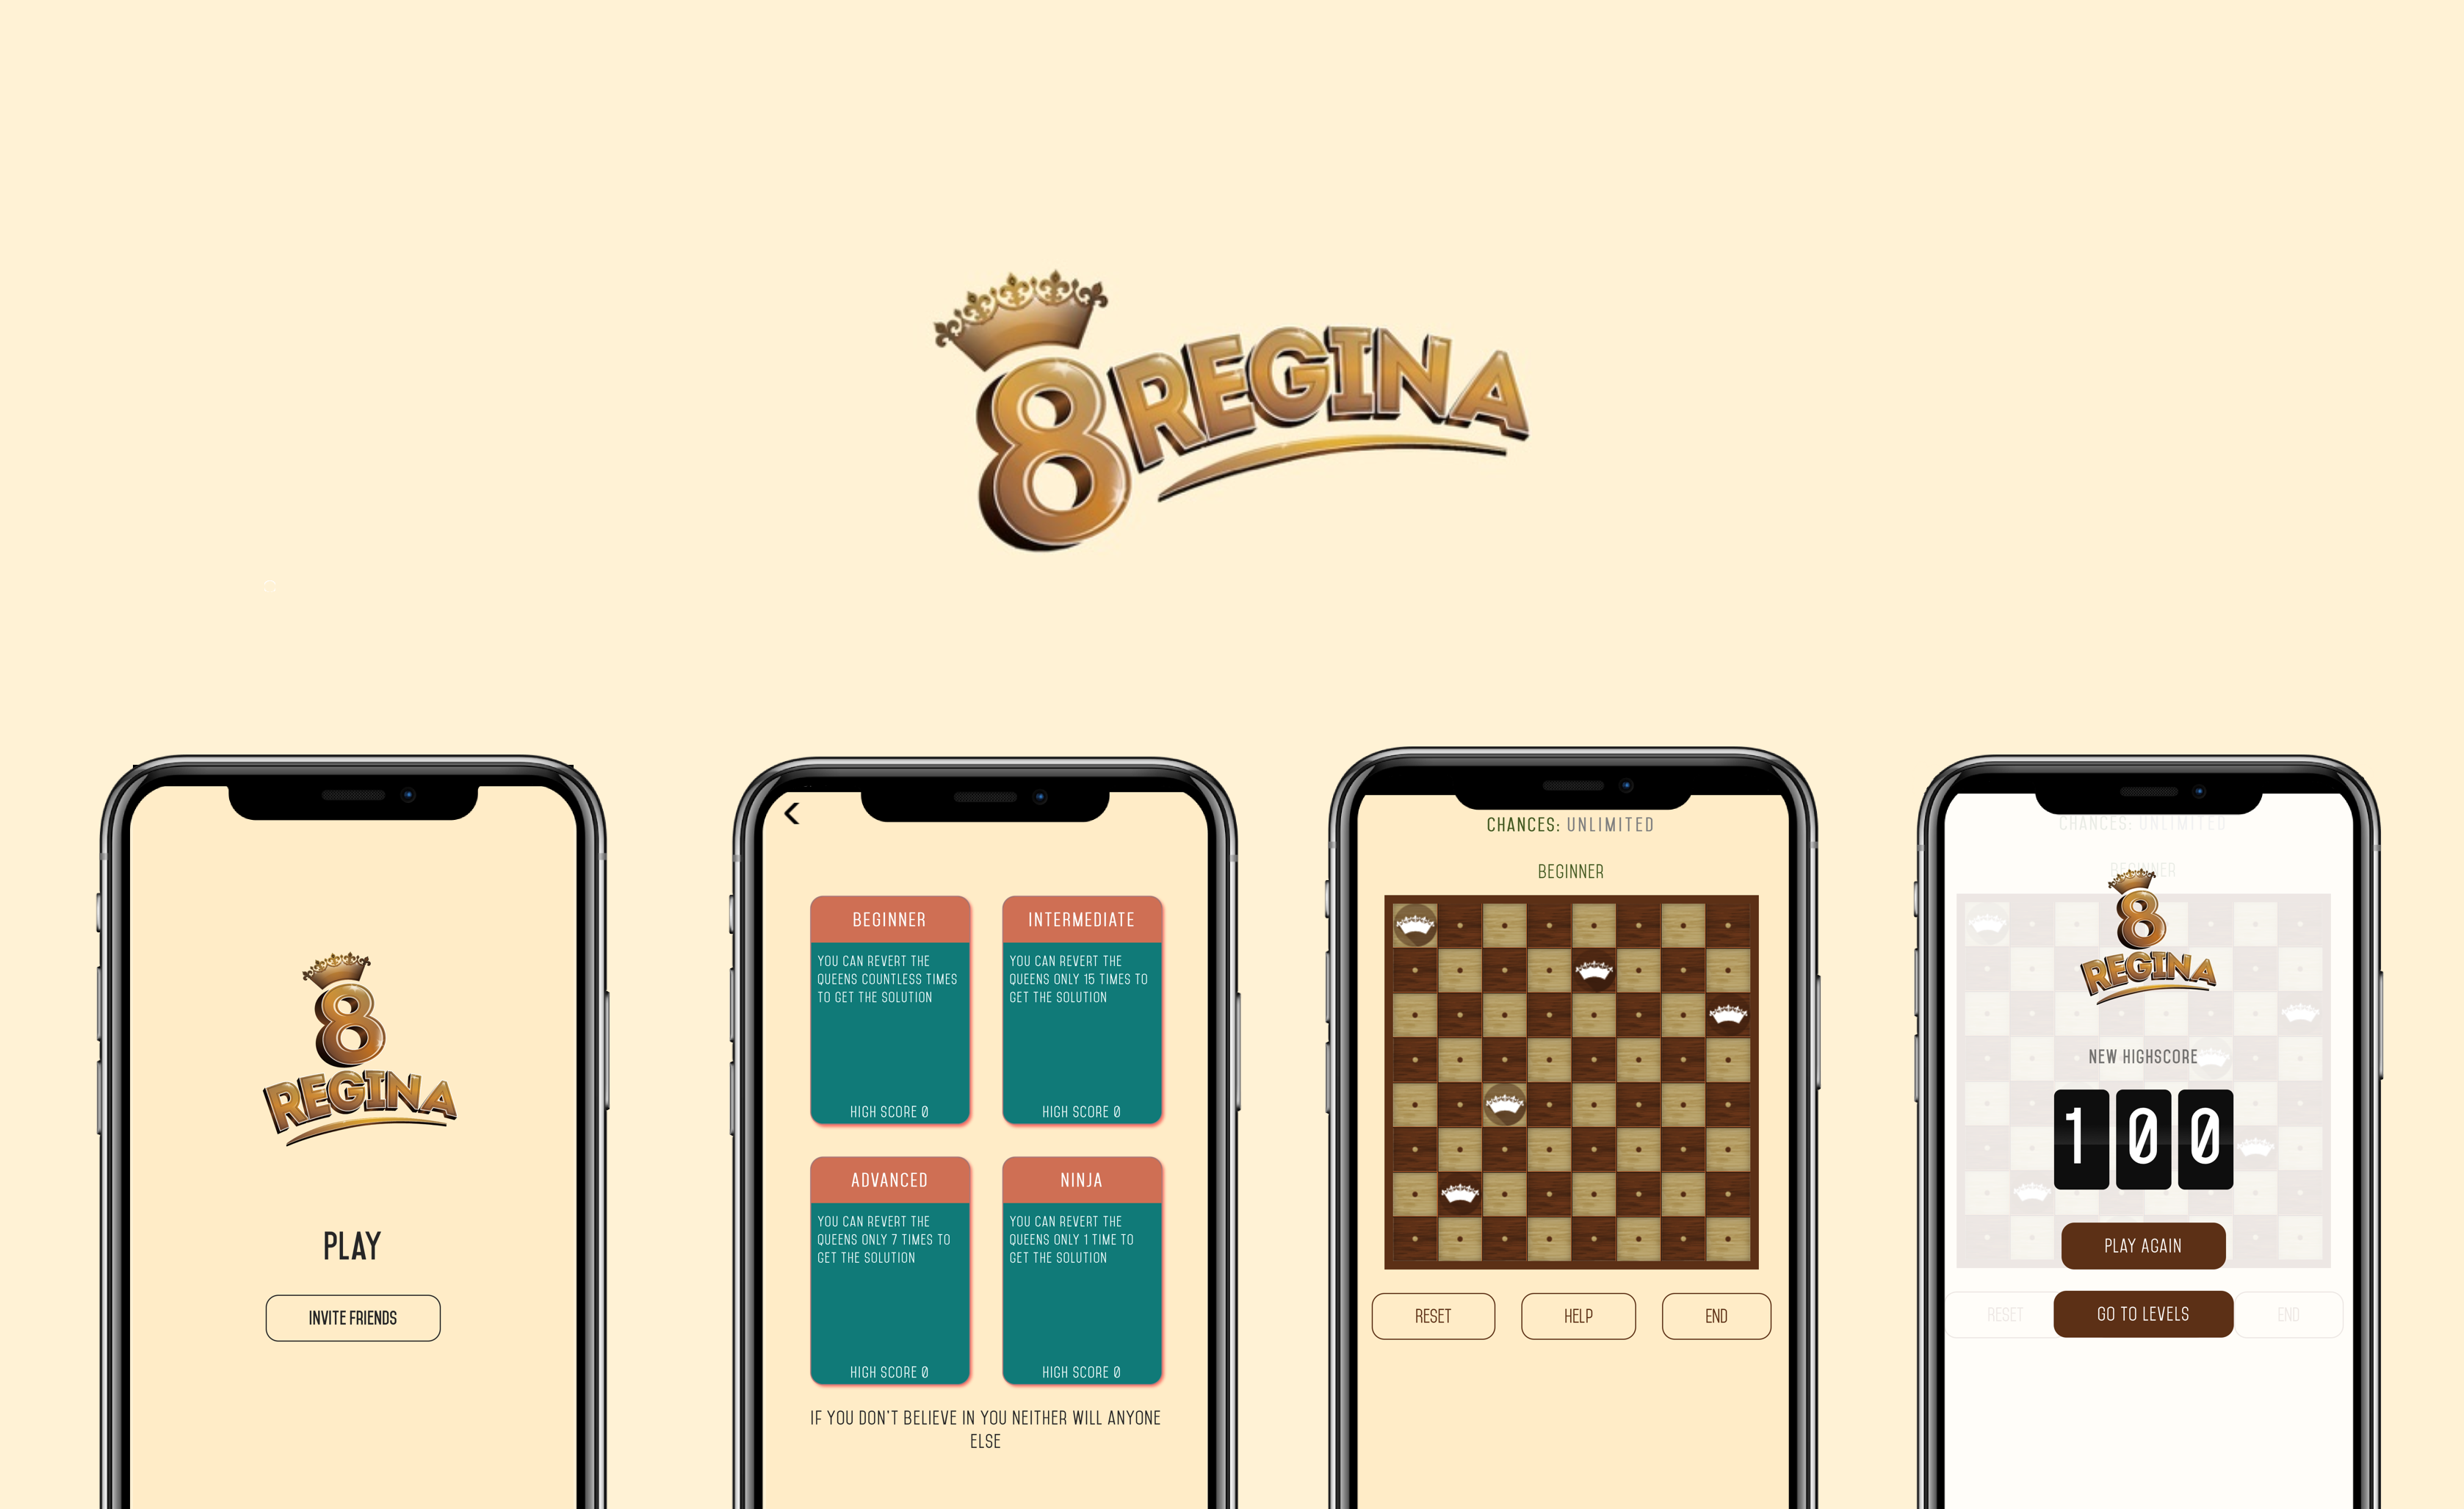 8 REGINA
8
REGINA
PLAY
INVITE FRIENDS
BEGINNER
YOU CAN REVERT THE
QUEENS COUNTLESS TIMES
TO GET THE SOLUTION
HIGH SCORE 0
INTERMEDIATE
YOU CAN REVERT THE
QUEENS ONLY 15 TIMES TO
GET THE SOLUTION
HIGH SCORE 0
ADVANCED
YOU CAN REVERT THE
QUEENS ONLY 7 TIMES TO
GET THE SOLUTION
HIGH SCORE 0
NINJA
YOU CAN REVERT THE
QUEENS ONLY 1 TIME TO
GET THE SOLUTION
HIGH SCORE 0
IF YOU DON'T BELIEVE IN YOU NEITHER WILL ANYONE
ELSE
CHANCES: UNLIMITED
BEGINNER
RESET
HELP
END
CHANCES: UNLIMITED
BEGINNER
8
REGINA
NEW HIGHSCORE
100
PLAY AGAIN
RESET
GO TO LEVELS
END